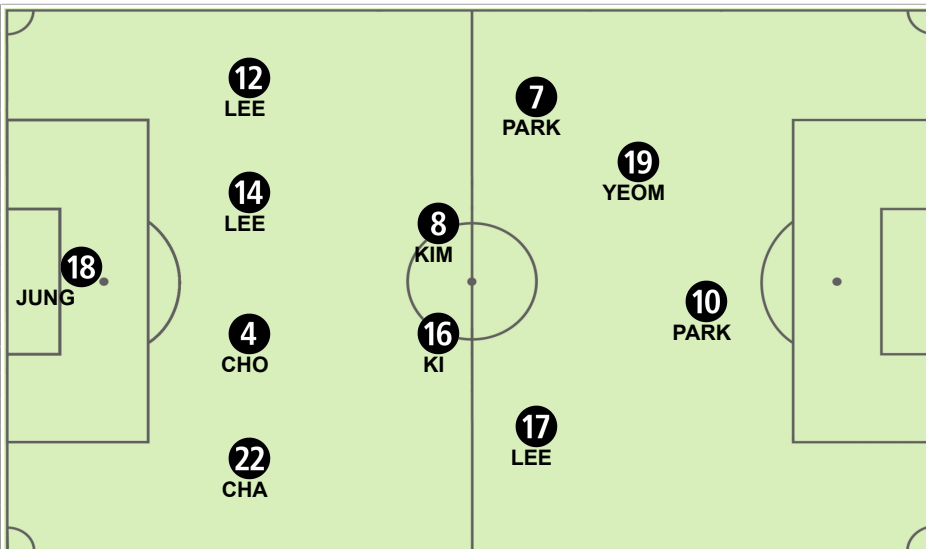 12
LEE
7
PARK
19
YEOM
14
LEE
8
KIM
18
JUNG
10
PARK
4
CHO
16
KI
17
LEE
22
CHA